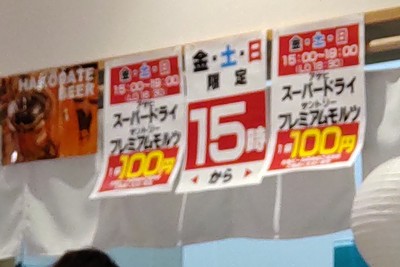 HAKODATE
BEER
金・土・日
15:00~19:00
(L.O 18:30)
アサヒ
スーパードライ
サントリー
プレミアムモルツ
1杯100円
金・土・日
限定
15時
から
金・土・日
15:00~19:00
(L.O 18:30)
アサヒ
スーパードライ
サントリー
プレミアムモルツ
1杯100円